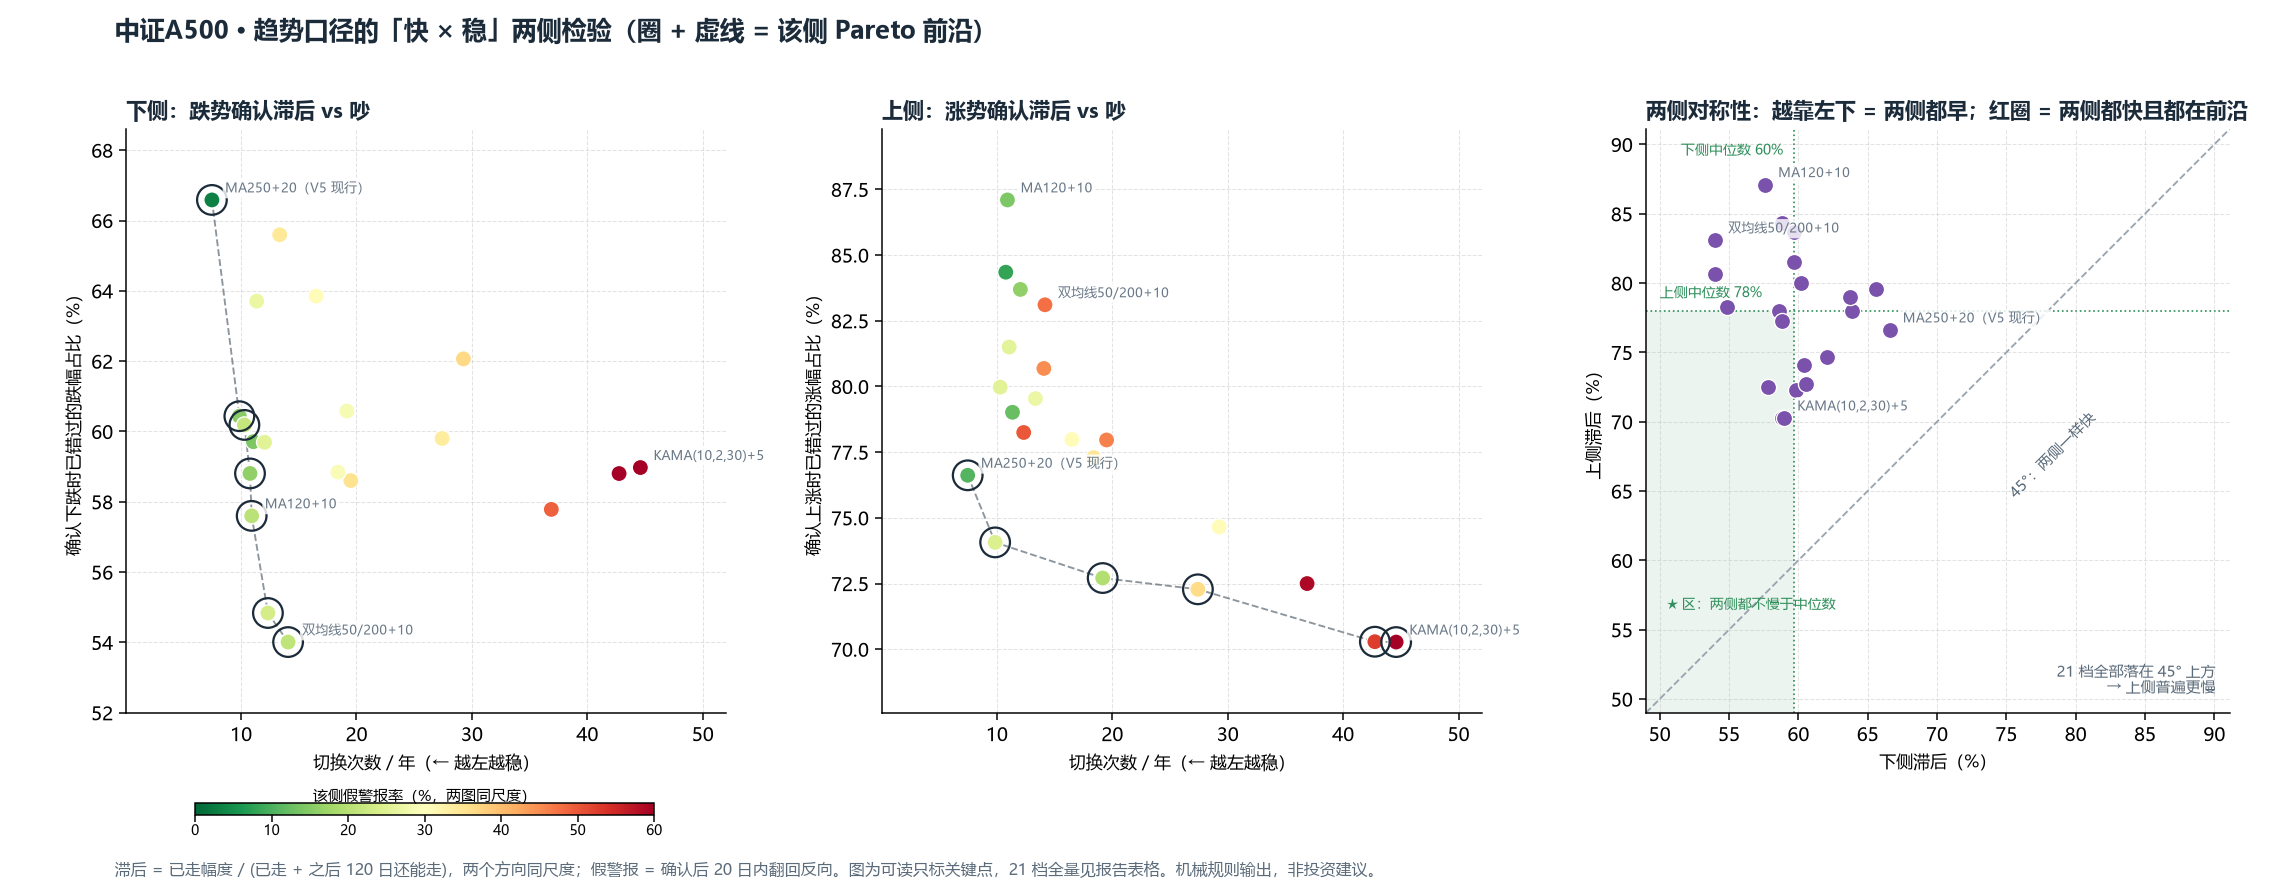 中证A500 • 趋势口径的「快 × 稳」两侧检验（圈 + 虚线 = 该侧 Pareto 前沿）
下侧：跌势确认滞后 vs 吵
确认下跌时已错过的跌幅占比（%）
68
66
64
62
60
58
56
54
52
MA250+20（V5 现行）
KAMA(10,2,30)+5
MA120+10
双均线50/200+10
10
20
30
40
50
切换次数 / 年（← 越左越稳）
该侧假警报率（%，两图同尺度）
0
10
20
30
40
50
60
上侧：涨势确认滞后 vs 吵
确认上涨时已错过的涨幅占比（%）
87.5
85.0
82.5
80.0
77.5
75.0
72.5
70.0
MA120+10
双均线50/200+10
MA250+20（V5 现行）
KAMA(10,2,30)+5
10
20
30
40
50
切换次数 / 年（← 越左越稳）
两侧对称性：越靠左下 = 两侧都早；红圈 = 两侧都快且都在前沿
上侧滞后（%）
90
85
80
75
70
65
60
55
50
下侧中位数 60%
MA120+10
双均线50/200+10
上侧中位数 78%
MA250+20（V5 现行）
KAMA(10,2,30)+5
45°：两侧一样快
★ 区：两侧都不慢于中位数
21 档全部落在 45° 上方
→ 上侧普遍更慢
50
55
60
65
70
75
80
85
90
下侧滞后（%）
滞后 = 已走幅度 / (已走 + 之后 120 日还能走)，两个方向同尺度；假警报 = 确认后 20 日内翻回反向。图为可读只标关键点，21 档全量见报告表格。机械规则输出，非投资建议。